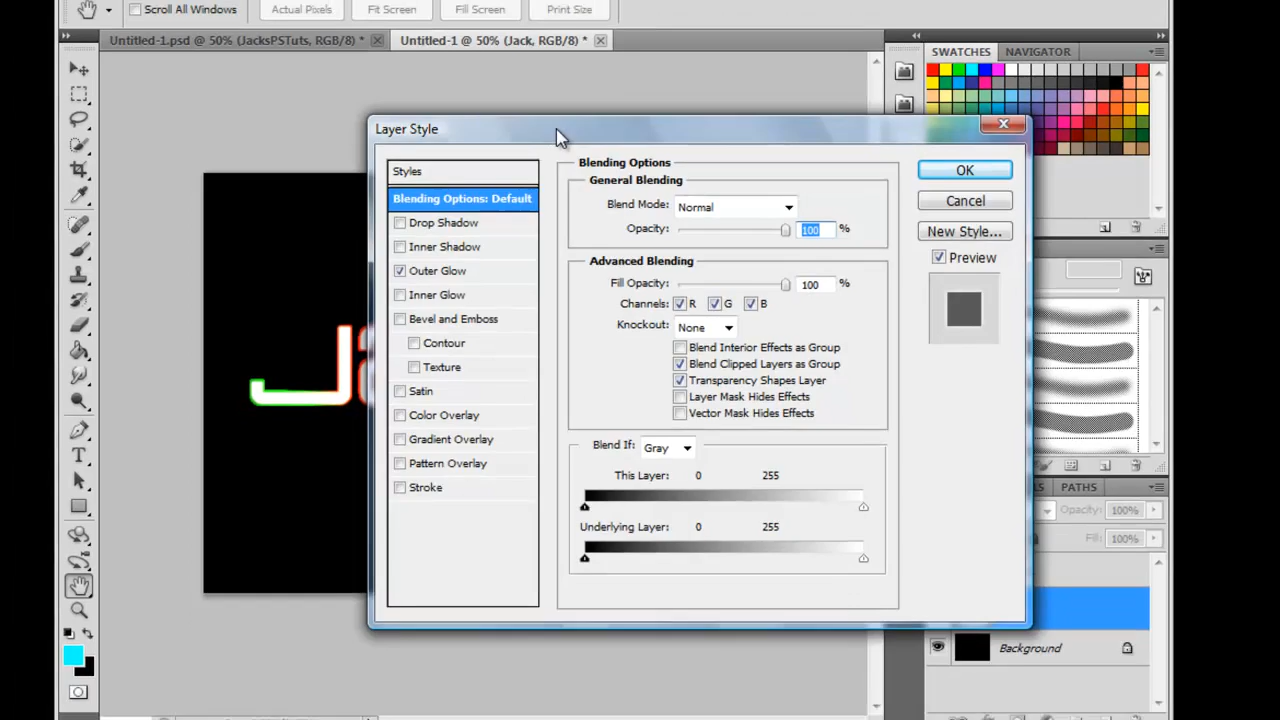 Scroll All Windows Actual Pixels Fit Screen Fill Screen Print Size
Untitled-1.psd @ 50% (JacksPSTuts, RGB/8) * Untitled-1 @ 50% (Jack, RGB/8) *
SWATCHES NAVIGATOR
Layer Style
Styles
Blending Options: Default
Drop Shadow
Inner Shadow
Outer Glow
Inner Glow
Bevel and Emboss
Contour
Texture
Satin
Color Overlay
Gradient Overlay
Pattern Overlay
Stroke
Blending Options
General Blending
Blend Mode: Normal
Opacity: 100 %
Advanced Blending
Fill Opacity: 100 %
Channels: R G B
Knockout: None
Blend Interior Effects as Group
Blend Clipped Layers as Group
Transparency Shapes Layer
Layer Mask Hides Effects
Vector Mask Hides Effects
Blend If: Gray
This Layer: 0 255
Underlying Layer: 0 255
OK
Cancel
New Style...
Preview
PATHS
Opacity: 100%
Fill: 100%
Background